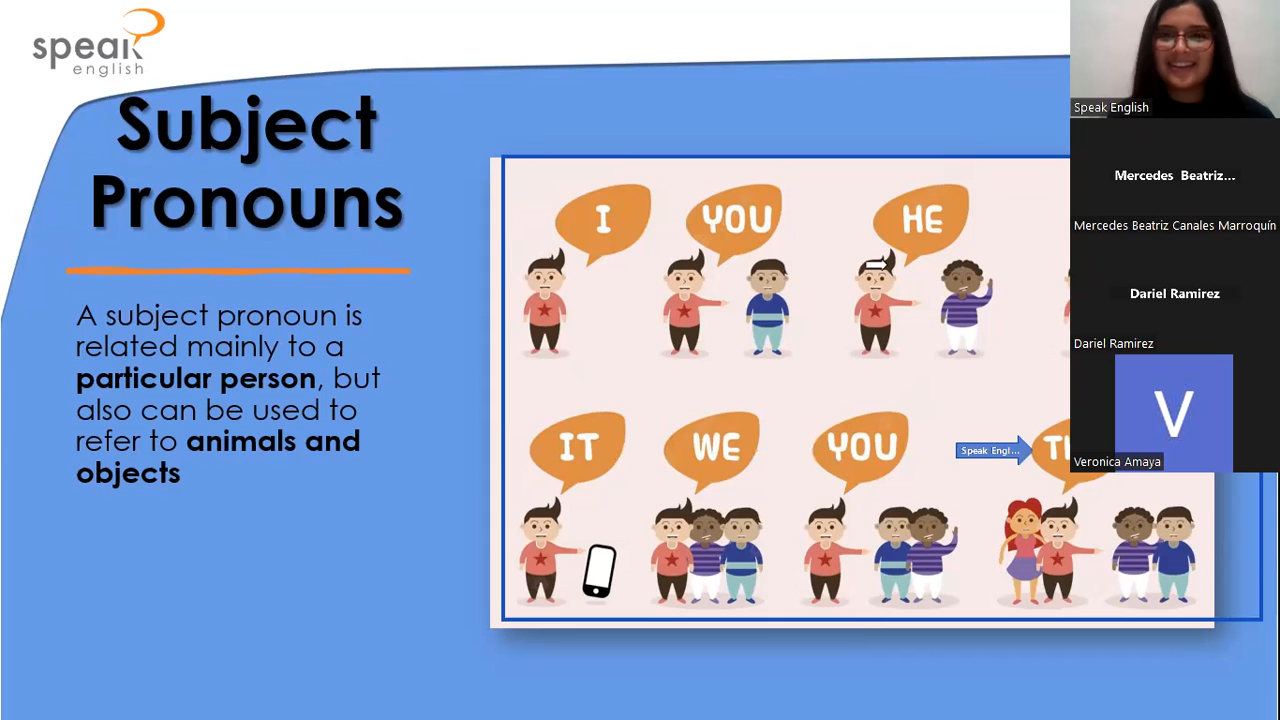 speak
english
Subject
Pronouns
A subject pronoun is
related mainly to a
particular person, but
also can be used to
refer to animals and
objects
I
YOU
HE
IT
WE
YOU
Speak Engl...
Speak English
Mercedes Beatriz...
Mercedes Beatriz Canales Marroquín
Dariel Ramirez
Dariel Ramirez
V
Veronica Amaya